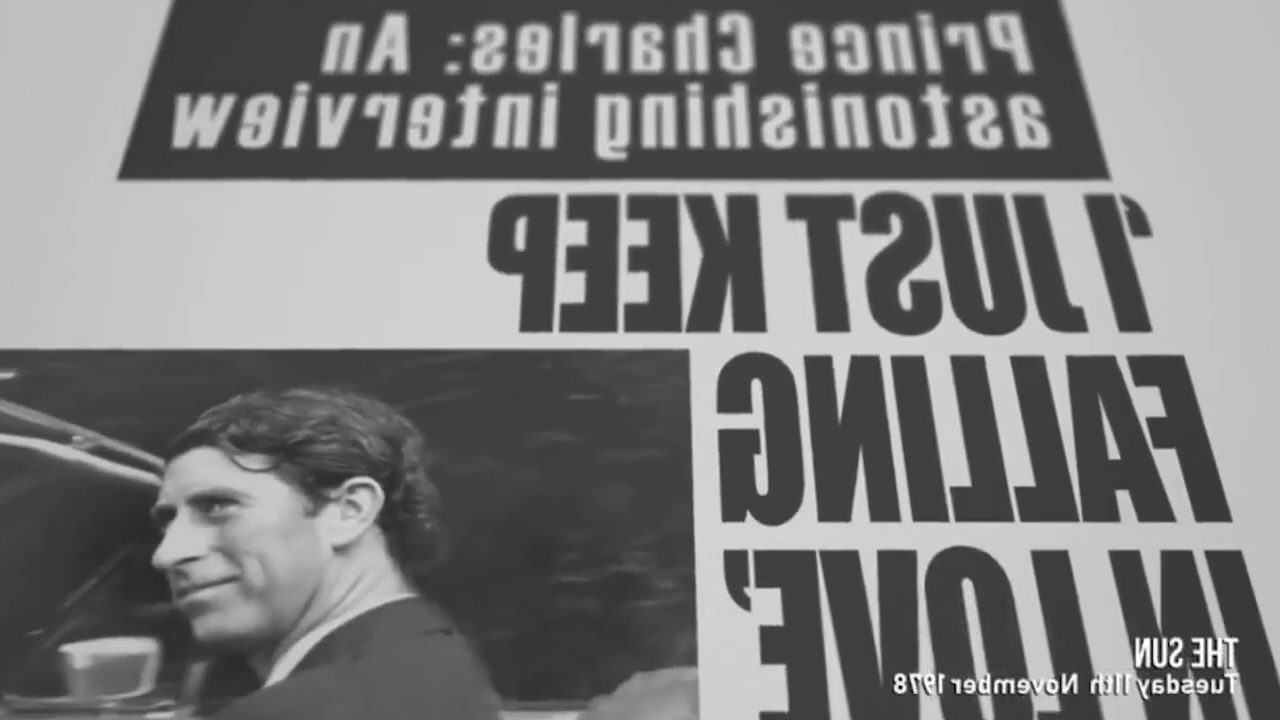 Prince Charles: An
astonishing interview
‘I JUST KEEP
FALLING
IN LOVE’
THE SUN
Tuesday 11th November 1978